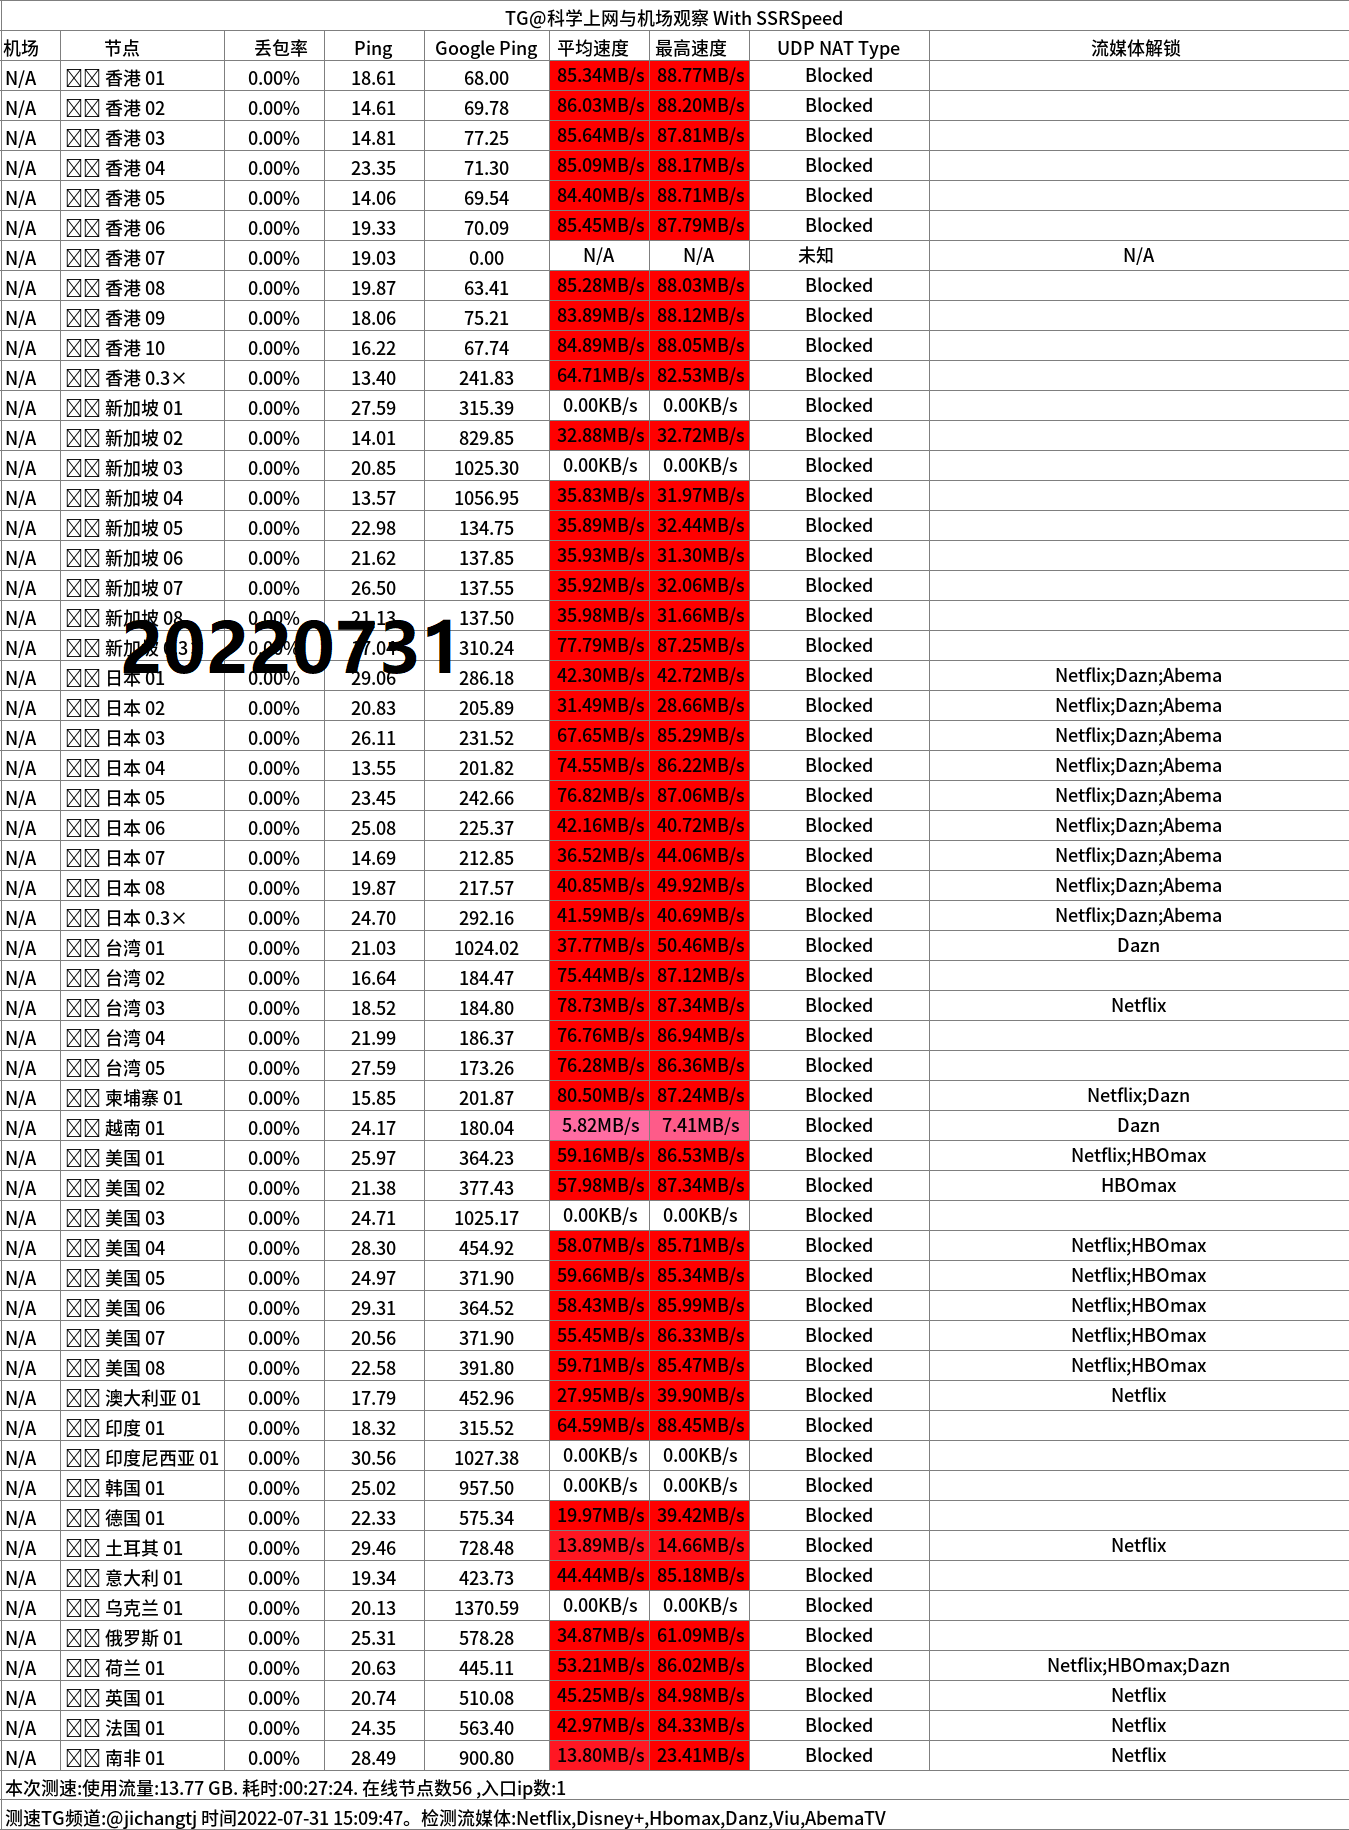 TG@科学上网与机场观察 With SSRSpeed
机场 节点 丢包率 Ping Google Ping 平均速度 最高速度 UDP NAT Type 流媒体解锁
N/A 香港 01 0.00% 18.61 68.00 85.34MB/s 88.77MB/s Blocked
N/A 香港 02 0.00% 14.61 69.78 86.03MB/s 88.20MB/s Blocked
N/A 香港 03 0.00% 14.81 77.25 85.64MB/s 87.81MB/s Blocked
N/A 香港 04 0.00% 23.35 71.30 85.09MB/s 88.17MB/s Blocked
N/A 香港 05 0.00% 14.06 69.54 84.40MB/s 88.71MB/s Blocked
N/A 香港 06 0.00% 19.33 70.09 85.45MB/s 87.79MB/s Blocked
N/A 香港 07 0.00% 19.03 0.00 N/A N/A 未知 N/A
N/A 香港 08 0.00% 19.87 63.41 85.28MB/s 88.03MB/s Blocked
N/A 香港 09 0.00% 18.06 75.21 83.89MB/s 88.12MB/s Blocked
N/A 香港 10 0.00% 16.22 67.74 84.89MB/s 88.05MB/s Blocked
N/A 香港 0.3× 0.00% 13.40 241.83 64.71MB/s 82.53MB/s Blocked
N/A 新加坡 01 0.00% 27.59 315.39 0.00KB/s 0.00KB/s Blocked
N/A 新加坡 02 0.00% 14.01 829.85 32.88MB/s 32.72MB/s Blocked
N/A 新加坡 03 0.00% 20.85 1025.30 0.00KB/s 0.00KB/s Blocked
N/A 新加坡 04 0.00% 13.57 1056.95 35.83MB/s 31.97MB/s Blocked
N/A 新加坡 05 0.00% 22.98 134.75 35.89MB/s 32.44MB/s Blocked
N/A 新加坡 06 0.00% 21.62 137.85 35.93MB/s 31.30MB/s Blocked
N/A 新加坡 07 0.00% 26.50 137.55 35.92MB/s 32.06MB/s Blocked
N/A 新加坡 08 0.00% 21.13 137.50 35.98MB/s 31.66MB/s Blocked
20220731
N/A 新加坡 310.24 77.79MB/s 87.25MB/s Blocked
N/A 日本 01 0.00% 29.06 286.18 42.30MB/s 42.72MB/s Blocked Netflix;Dazn;Abema
N/A 日本 02 0.00% 20.83 205.89 31.49MB/s 28.66MB/s Blocked Netflix;Dazn;Abema
N/A 日本 03 0.00% 26.11 231.52 67.65MB/s 85.29MB/s Blocked Netflix;Dazn;Abema
N/A 日本 04 0.00% 13.55 201.82 74.55MB/s 86.22MB/s Blocked Netflix;Dazn;Abema
N/A 日本 05 0.00% 23.45 242.66 76.82MB/s 87.06MB/s Blocked Netflix;Dazn;Abema
N/A 日本 06 0.00% 25.08 225.37 42.16MB/s 40.72MB/s Blocked Netflix;Dazn;Abema
N/A 日本 07 0.00% 14.69 212.85 36.52MB/s 44.06MB/s Blocked Netflix;Dazn;Abema
N/A 日本 08 0.00% 19.87 217.57 40.85MB/s 49.92MB/s Blocked Netflix;Dazn;Abema
N/A 日本 0.3× 0.00% 24.70 292.16 41.59MB/s 40.69MB/s Blocked Netflix;Dazn;Abema
N/A 台湾 01 0.00% 21.03 1024.02 37.77MB/s 50.46MB/s Blocked Dazn
N/A 台湾 02 0.00% 16.64 184.47 75.44MB/s 87.12MB/s Blocked
N/A 台湾 03 0.00% 18.52 184.80 78.73MB/s 87.34MB/s Blocked Netflix
N/A 台湾 04 0.00% 21.99 186.37 76.76MB/s 86.94MB/s Blocked
N/A 台湾 05 0.00% 27.59 173.26 76.28MB/s 86.36MB/s Blocked
N/A 柬埔寨 01 0.00% 15.85 201.87 80.50MB/s 87.24MB/s Blocked Netflix;Dazn
N/A 越南 01 0.00% 24.17 180.04 5.82MB/s 7.41MB/s Blocked Dazn
N/A 美国 01 0.00% 25.97 364.23 59.16MB/s 86.53MB/s Blocked Netflix;HBOmax
N/A 美国 02 0.00% 21.38 377.43 57.98MB/s 87.34MB/s Blocked HBOmax
N/A 美国 03 0.00% 24.71 1025.17 0.00KB/s 0.00KB/s Blocked
N/A 美国 04 0.00% 28.30 454.92 58.07MB/s 85.71MB/s Blocked Netflix;HBOmax
N/A 美国 05 0.00% 24.97 371.90 59.66MB/s 85.34MB/s Blocked Netflix;HBOmax
N/A 美国 06 0.00% 29.31 364.52 58.43MB/s 85.99MB/s Blocked Netflix;HBOmax
N/A 美国 07 0.00% 20.56 371.90 55.45MB/s 86.33MB/s Blocked Netflix;HBOmax
N/A 美国 08 0.00% 22.58 391.80 59.71MB/s 85.47MB/s Blocked Netflix;HBOmax
N/A 澳大利亚 01 0.00% 17.79 452.96 27.95MB/s 39.90MB/s Blocked Netflix
N/A 印度 01 0.00% 18.32 315.52 64.59MB/s 88.45MB/s Blocked
N/A 印度尼西亚 01 0.00% 30.56 1027.38 0.00KB/s 0.00KB/s Blocked
N/A 韩国 01 0.00% 25.02 957.50 0.00KB/s 0.00KB/s Blocked
N/A 德国 01 0.00% 22.33 575.34 19.97MB/s 39.42MB/s Blocked
N/A 土耳其 01 0.00% 29.46 728.48 13.89MB/s 14.66MB/s Blocked Netflix
N/A 意大利 01 0.00% 19.34 423.73 44.44MB/s 85.18MB/s Blocked
N/A 乌克兰 01 0.00% 20.13 1370.59 0.00KB/s 0.00KB/s Blocked
N/A 俄罗斯 01 0.00% 25.31 578.28 34.87MB/s 61.09MB/s Blocked
N/A 荷兰 01 0.00% 20.63 445.11 53.21MB/s 86.02MB/s Blocked Netflix;HBOmax;Dazn
N/A 英国 01 0.00% 20.74 510.08 45.25MB/s 84.98MB/s Blocked Netflix
N/A 法国 01 0.00% 24.35 563.40 42.97MB/s 84.33MB/s Blocked Netflix
N/A 南非 01 0.00% 28.49 900.80 13.80MB/s 23.41MB/s Blocked Netflix
本次测速:使用流量:13.77 GB. 耗时:00:27:24. 在线节点数56 ,入口ip数:1
测速TG频道:@jichangtj 时间2022-07-31 15:09:47。检测流媒体:Netflix,Disney+,Hbomax,Danz,Viu,AbemaTV